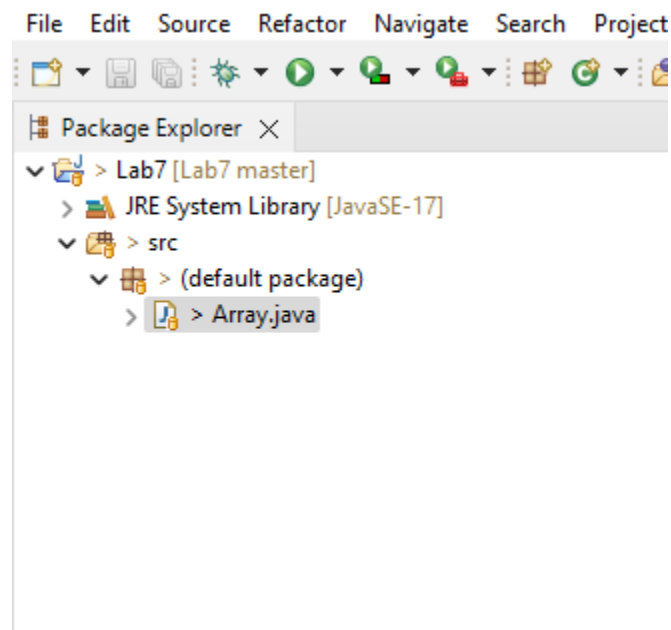 File Edit Source Refactor Navigate Search Project
Package Explorer
> Lab7 [Lab7 master]
JRE System Library [JavaSE-17]
> src
> (default package)
> Array.java